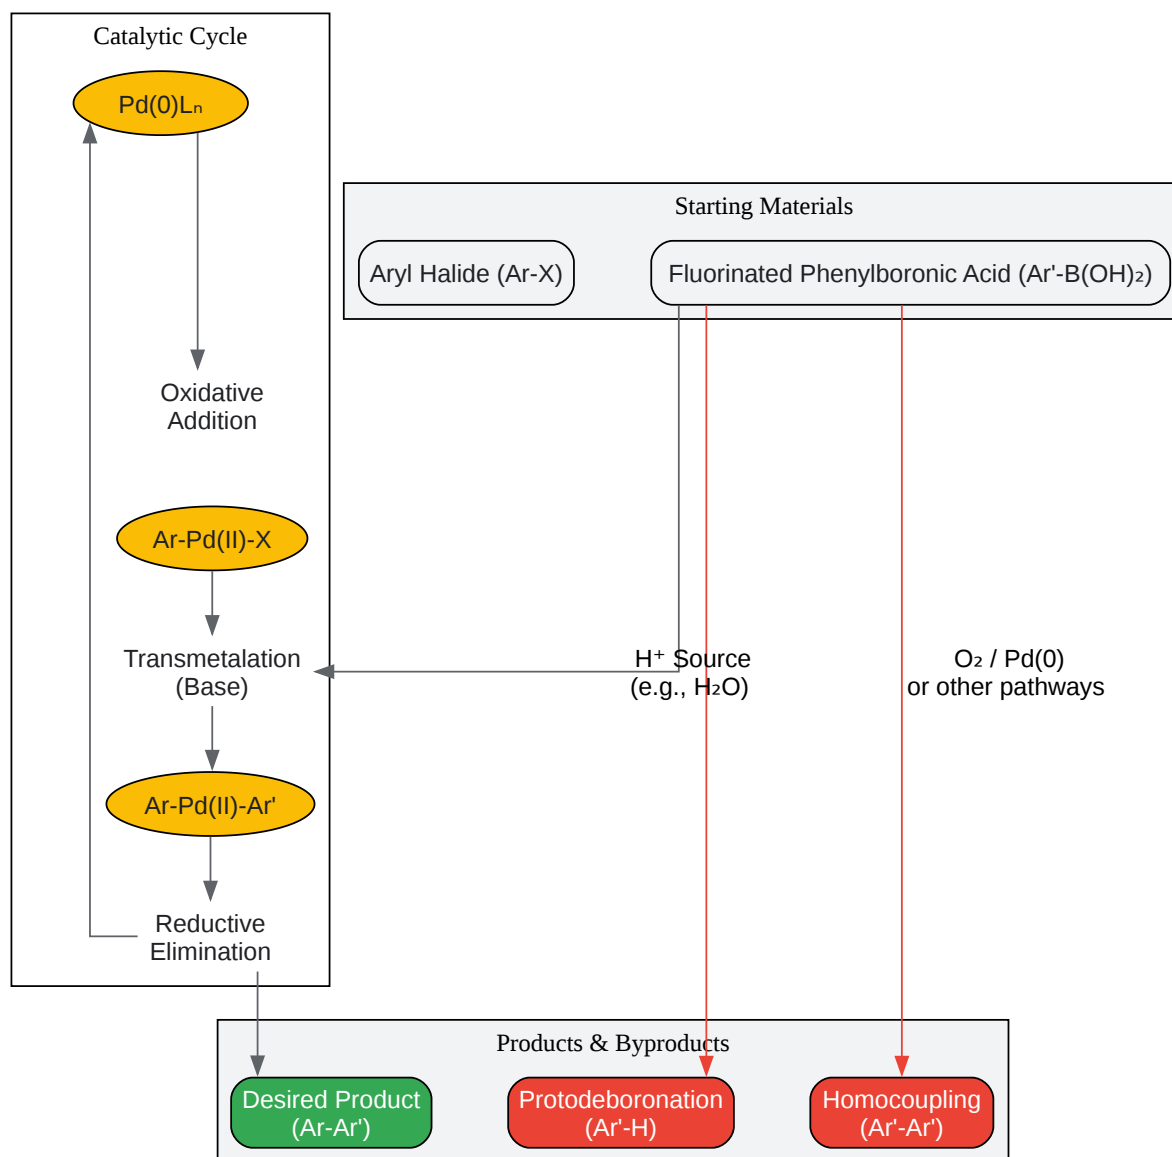 Catalytic Cycle
Pd(0)Lₙ
Starting Materials
Aryl Halide (Ar-X)
Fluorinated Phenylboronic Acid (Ar'-B(OH)₂)
Oxidative
Addition
Ar-Pd(II)-X
Transmetalation
(Base)
H⁺ Source
(e.g., H₂O)
O₂ / Pd(0)
or other pathways
Ar-Pd(II)-Ar'
Reductive
Elimination
Products & Byproducts
Desired Product
(Ar-Ar')
Protodeboronation
(Ar'-H)
Homocoupling
(Ar'-Ar')